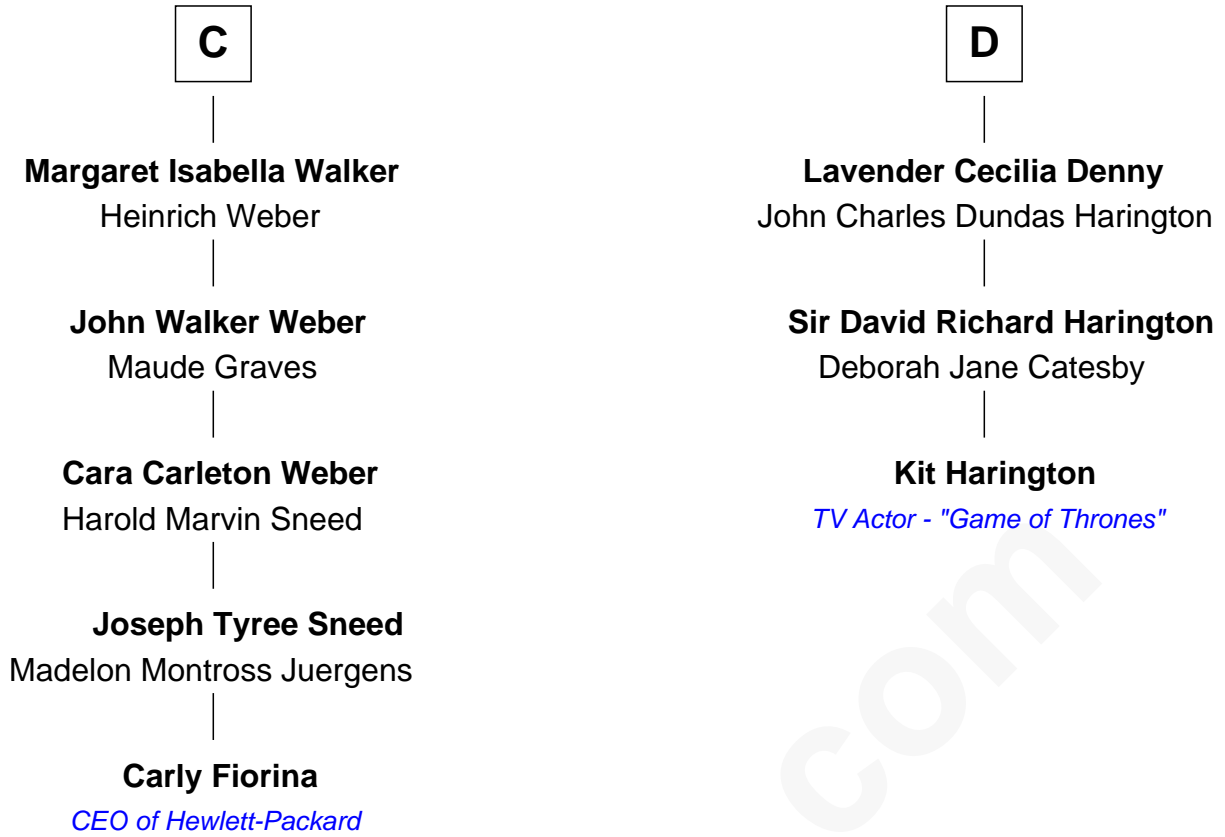 C
Margaret Isabella Walker
Heinrich Weber
John Walker Weber
Maude Graves
Cara Carleton Weber
Harold Marvin Sneed
Joseph Tyree Sneed
Madelon Montross Juergens
Carly Fiorina
CEO of Hewlett-Packard
D
Lavender Cecilia Denny
John Charles Dundas Harington
Sir David Richard Harington
Deborah Jane Catesby
Kit Harington
TV Actor - "Game of Thrones"
com